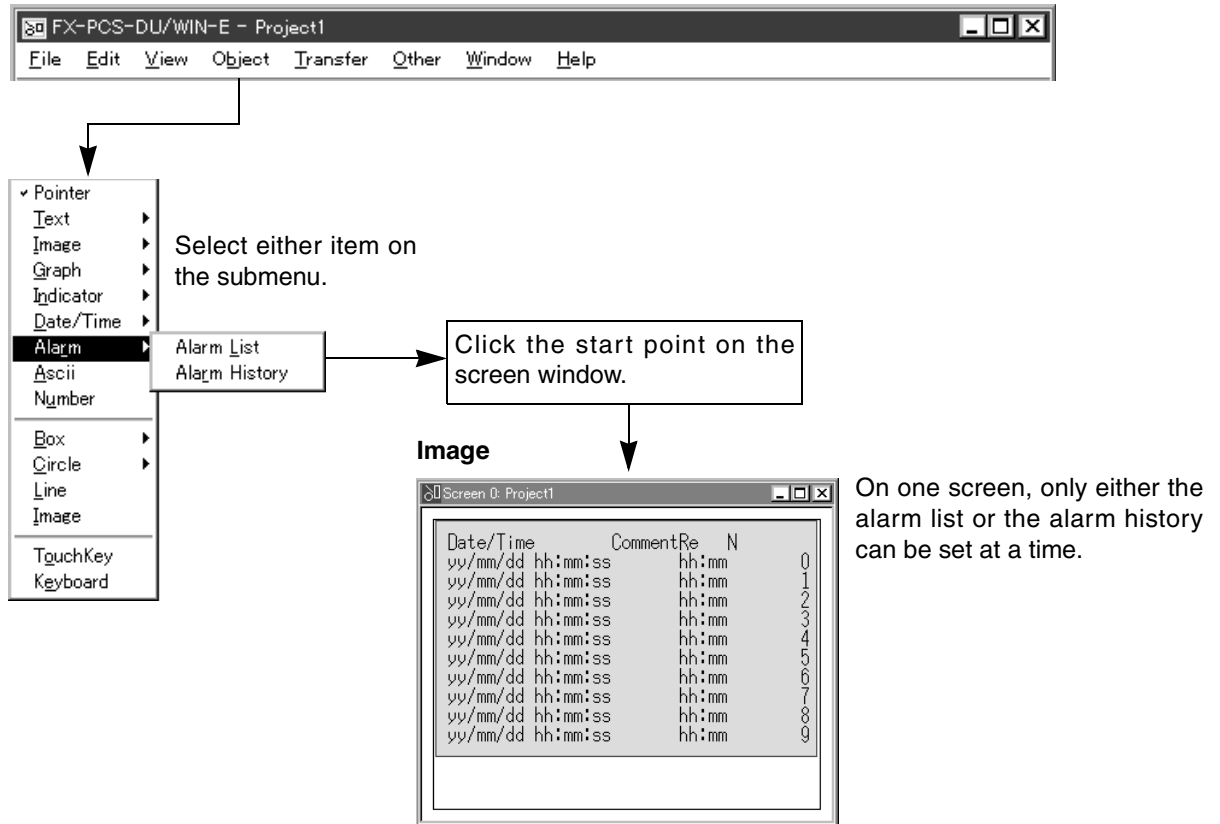 FX-PCS-DU/WIN-E - Project1
File Edit View Object Transfer Other Window Help
Pointer
Text
Image
Graph
Indicator
Date/Time
Alarm
Ascii
Number
Box
Circle
Line
Image
TouchKey
Keyboard
Select either item on
the submenu.
Alarm List
Alarm History
Click the start point on the
screen window.
Image
Screen 0: Project1
Date/Time CommentRe N
yy/mm/dd hh:mm:ss hh:mm 0
yy/mm/dd hh:mm:ss hh:mm 1
yy/mm/dd hh:mm:ss hh:mm 2
yy/mm/dd hh:mm:ss hh:mm 3
yy/mm/dd hh:mm:ss hh:mm 4
yy/mm/dd hh:mm:ss hh:mm 5
yy/mm/dd hh:mm:ss hh:mm 6
yy/mm/dd hh:mm:ss hh:mm 7
yy/mm/dd hh:mm:ss hh:mm 8
yy/mm/dd hh:mm:ss hh:mm 9
On one screen, only either the
alarm list or the alarm history
can be set at a time.